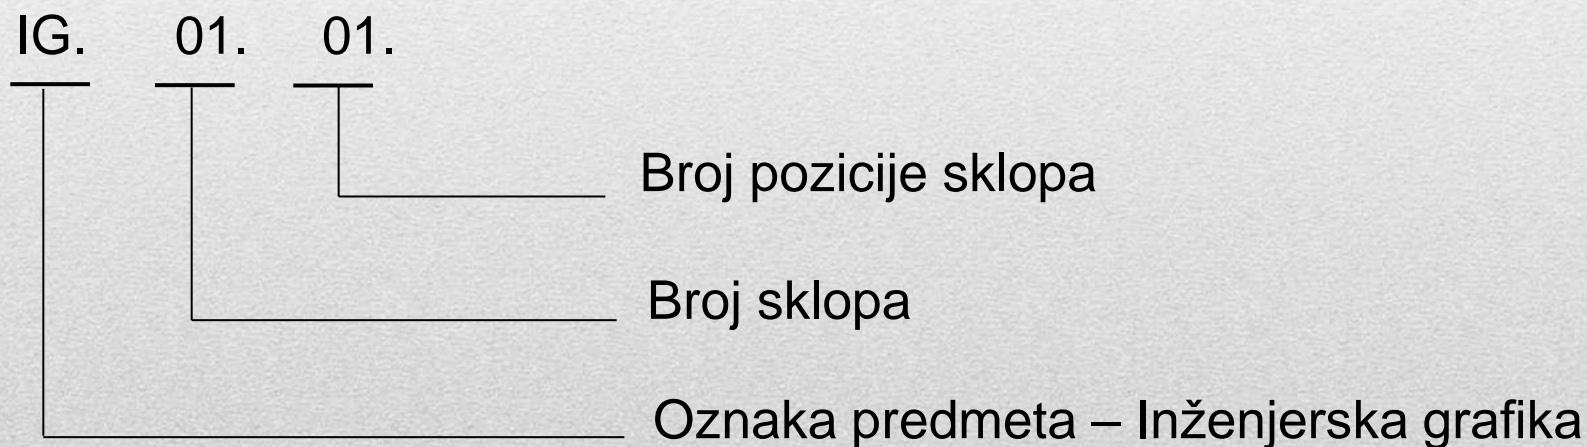 IG. 01. 01.
Broj pozicije sklopa
Broj sklopa
Oznaka predmeta – Inženjerska grafika